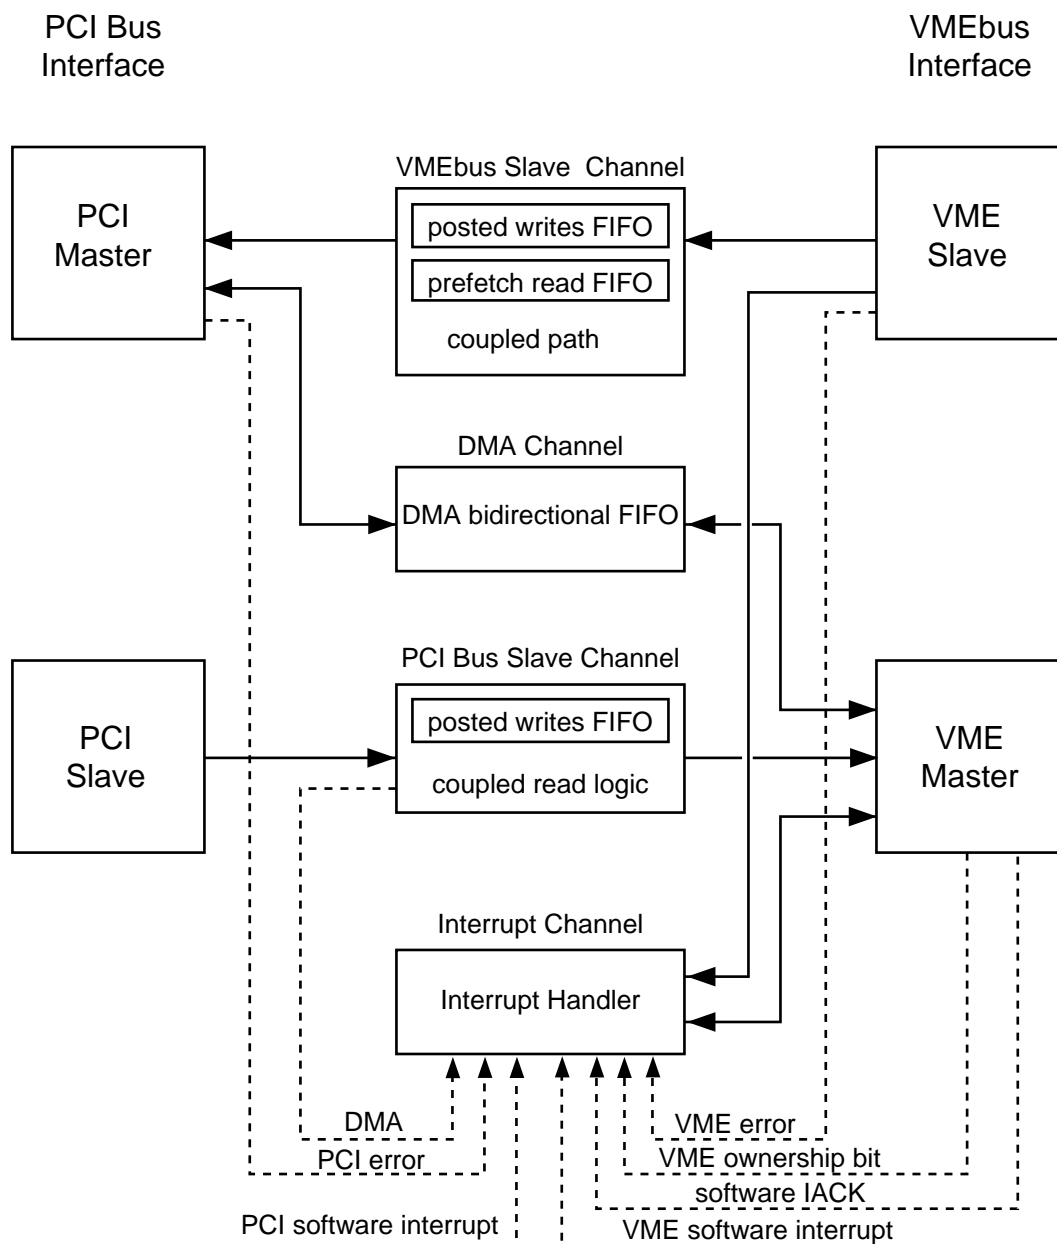 PCI Bus
Interface
VMEbus
Interface
PCI
Master
VMEbus Slave Channel
posted writes FIFO
prefetch read FIFO
coupled path
VME
Slave
DMA Channel
DMA bidirectional FIFO
PCI
Slave
PCI Bus Slave Channel
posted writes FIFO
coupled read logic
VME
Master
Interrupt Channel
Interrupt Handler
DMA
VME error
PCI error
VME ownership bit
software IACK
PCI software interrupt
VME software interrupt